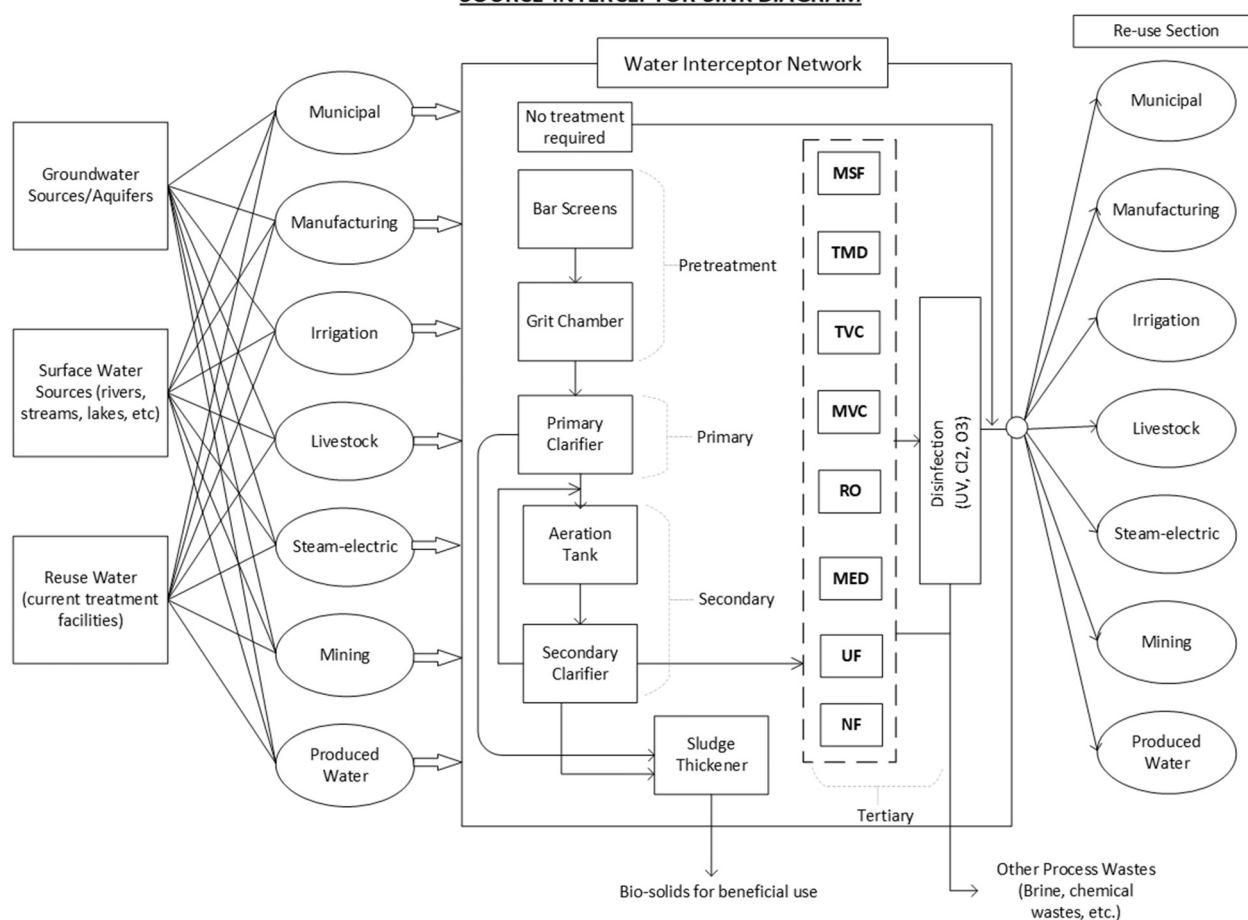 SOURCE-INTERCEPTOR-SINK DIAGRAM
Re-use Section
Water Interceptor Network
Groundwater
Sources/Aquifers
Surface Water
Sources (rivers,
streams, lakes, etc)
Reuse Water
(current treatment
facilities)
Municipal
Manufacturing
Irrigation
Livestock
Steam-electric
Mining
Produced
Water
No treatment
required
Bar Screens
Grit Chamber
Pretreatment
Primary
Clarifier
Primary
Aeration
Tank
Secondary
Clarifier
Secondary
Sludge
Thickener
MSF
TMD
TVC
MVC
RO
MED
UF
NF
Tertiary
Disinfection
(UV, Cl2, O3)
Bio-solids for beneficial use
Other Process Wastes
(Brine, chemical
wastes, etc.)
Municipal
Manufacturing
Irrigation
Livestock
Steam-electric
Mining
Produced
Water